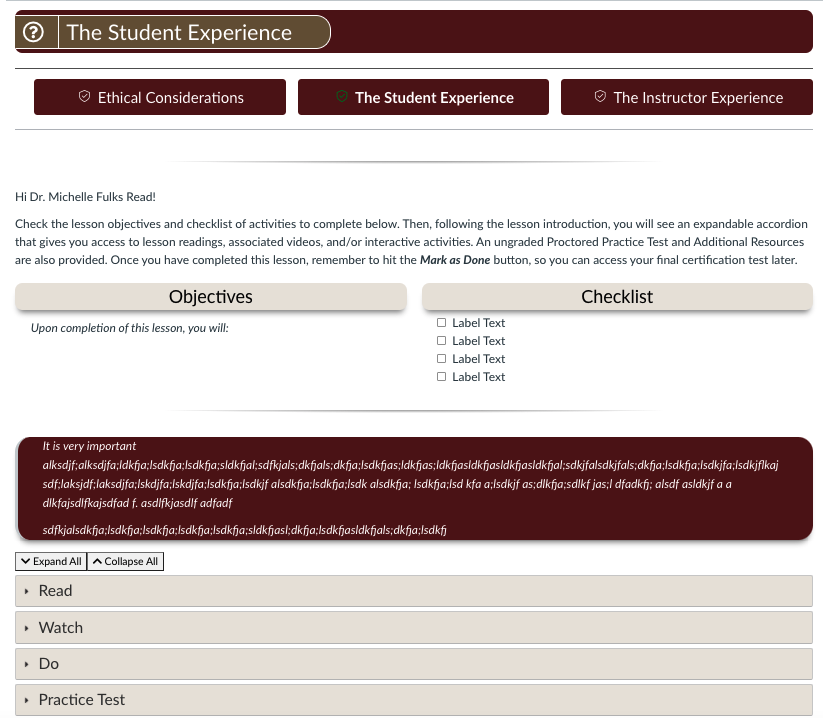 The Student Experience
Ethical Considerations
The Student Experience
The Instructor Experience
Hi Dr. Michelle Fulks Read!
Check the lesson objectives and checklist of activities to complete below. Then, following the lesson introduction, you will see an expandable accordion
that gives you access to lesson readings, associated videos, and/or interactive activities. An ungraded Proctored Practice Test and Additional Resources
are also provided. Once you have completed this lesson, remember to hit the Mark as Done button, so you can access your final certification test later.
Objectives
Upon completion of this lesson, you will:
Checklist
Label Text
Label Text
Label Text
Label Text
It is very important
alksdjf;alksdjfa;ldkfja;lsdkfja;lsdkfja;sldkfjal;sdfkjals;dkfjals;dkfja;lsdkfjas;ldkfjas;ldkfjasldkfjasldkfjasldkfjal;sdkjfalsdkjfals;dkfja;lsdkfja;lsdkjfa;lsdkjflkaj
sdf;laksjdf;laksdjfa;lskdjfa;lskdjfa;lsdkfja;lsdkjf alsdkfja;lsdkfja;lsdk alsdkfja; lsdkfja;lsd kfa a;lsdkjf as;dlkfja;sdlkf jas;l dfadkfj; alsdf asldkjf a a
dlkfajsdlfkajsdfad f. asdlfkjasdlf adfadf
sdfkjalsdkfja;lsdkfja;lsdkfja;lsdkfja;lsdkfja;sldkfjasl;dkfja;lsdkfjasldkfjals;dkfja;lsdkfj
Expand All Collapse All
Read
Watch
Do
Practice Test